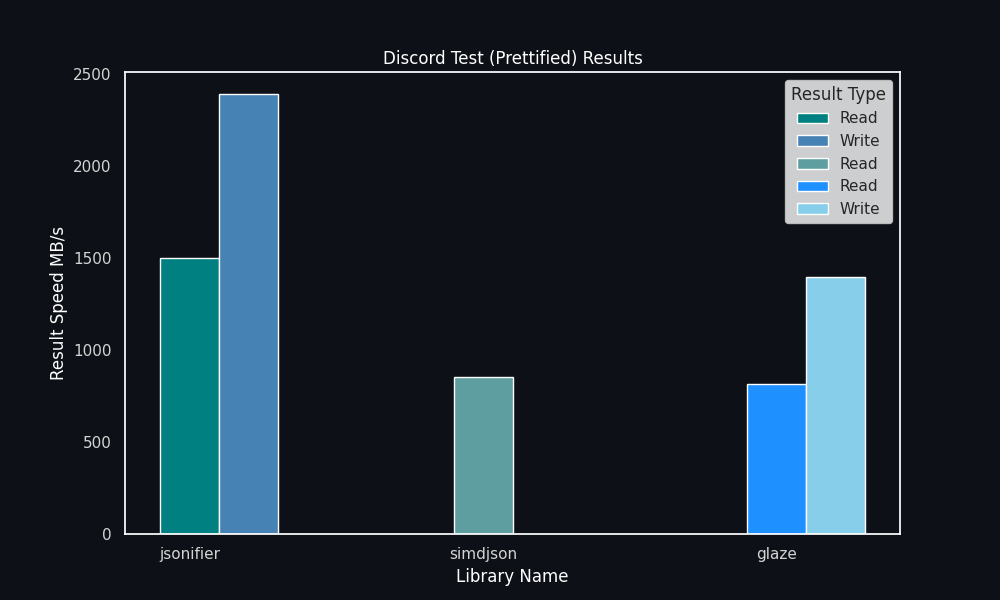 Discord Test (Prettified) Results
2500
2000
1500
1000
500
0
Result Speed MB/s
Result Type
Read
Write
Read
Read
Write
jsonifier
simdjson
glaze
Library Name